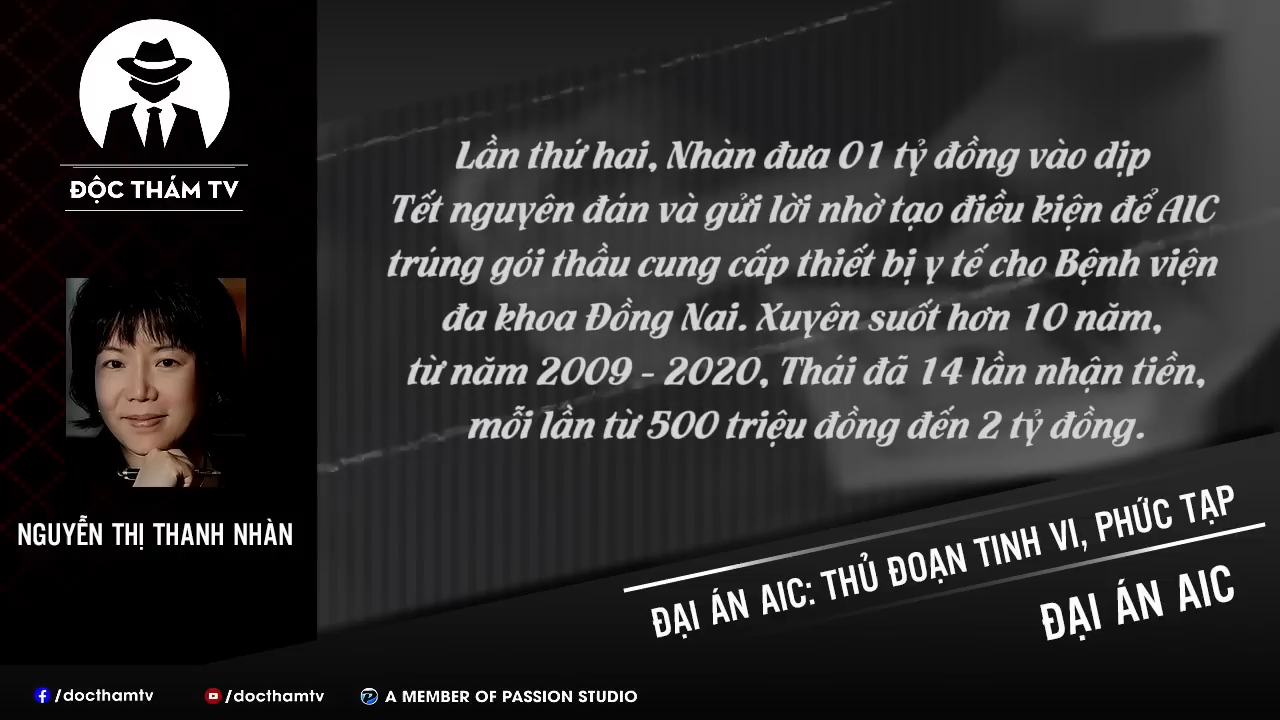 ĐỘC THÁM TV
NGUYỄN THỊ THANH NHÀN
Lần thứ hai, Nhàn đưa 01 tỷ đồng vào dịp
Tết nguyên đán và gửi lời nhờ tạo điều kiện để AIC
trúng gói thầu cung cấp thiết bị y tế cho Bệnh viện
đa khoa Đồng Nai. Xuyên suốt hơn 10 năm,
từ năm 2009 - 2020, Thái đã 14 lần nhận tiền,
mỗi lần từ 500 triệu đồng đến 2 tỷ đồng.
ĐẠI ÁN AIC: THỦ ĐOẠN TINH VI, PHỨC TẠP
ĐẠI ÁN AIC
/docthamtv
/docthamtv
A MEMBER OF PASSION STUDIO